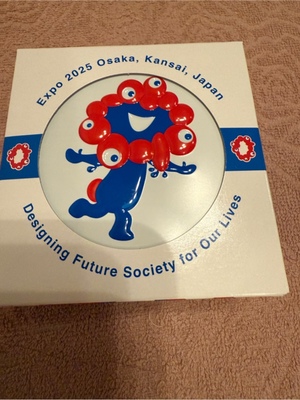 Expo 2025 Osaka, Kansai, Japan
Designing Future Society for Our Lives